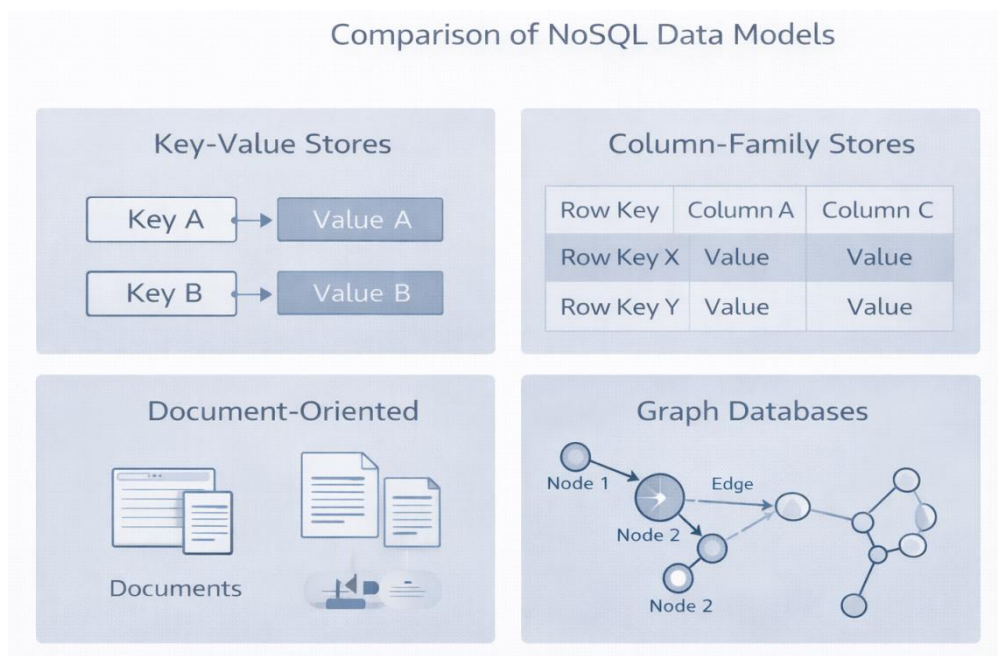 Comparison of NoSQL Data Models
Key-Value Stores
Key A
Value A
Key B
Value B
Column-Family Stores
Row Key Column A Column C
Row Key X Value Value
Row Key Y Value Value
Document-Oriented
Documents
Graph Databases
Node 1
Edge
Node 2
Node 2